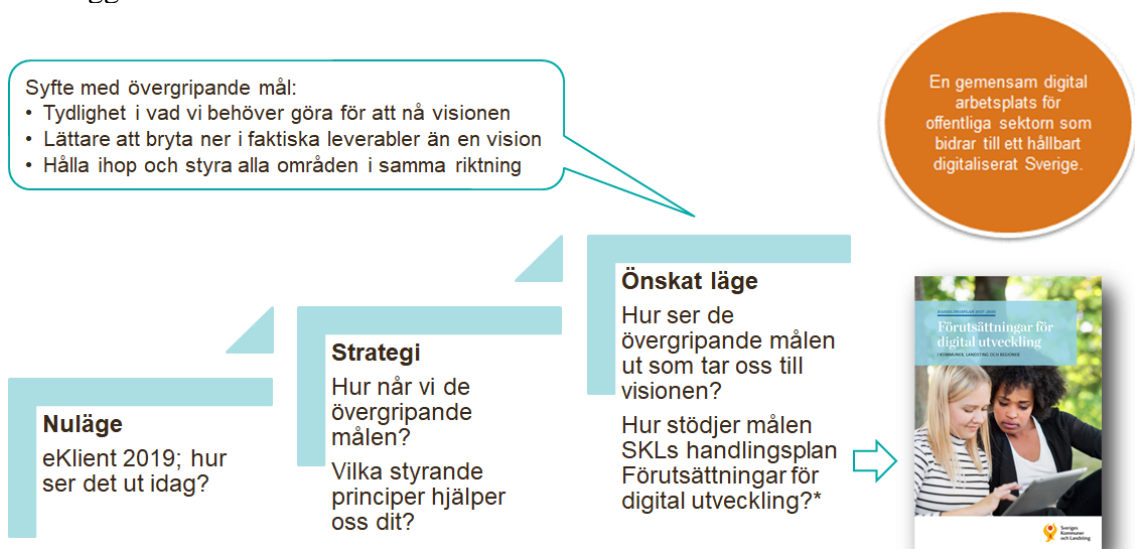 Syfte med övergripande mål:
• Tydlighet i vad vi behöver göra för att nå visionen
• Lättare att bryta ner i faktiska leverabler än en vision
• Hålla ihop och styra alla områden i samma riktning
En gemensam digital
arbetsplats för
offentliga sektorn som
bidrar till ett hållbart
digitaliserat Sverige.
Nuläge
eKlient 2019; hur
ser det ut idag?
Strategi
Hur når vi de
övergripande
målen?
Vilka styrande
principer hjälper
oss dit?
Önskat läge
Hur ser de
övergripande målen
ut som tar oss till
visionen?
Hur stödjer målen
SKLs handlingsplan
Förutsättningar för
digital utveckling?*
Förutsättningar för
digital utveckling
I KOMMUNER, LANDSTING OCH REGIONER
Sveriges
Kommuner
och Landsting